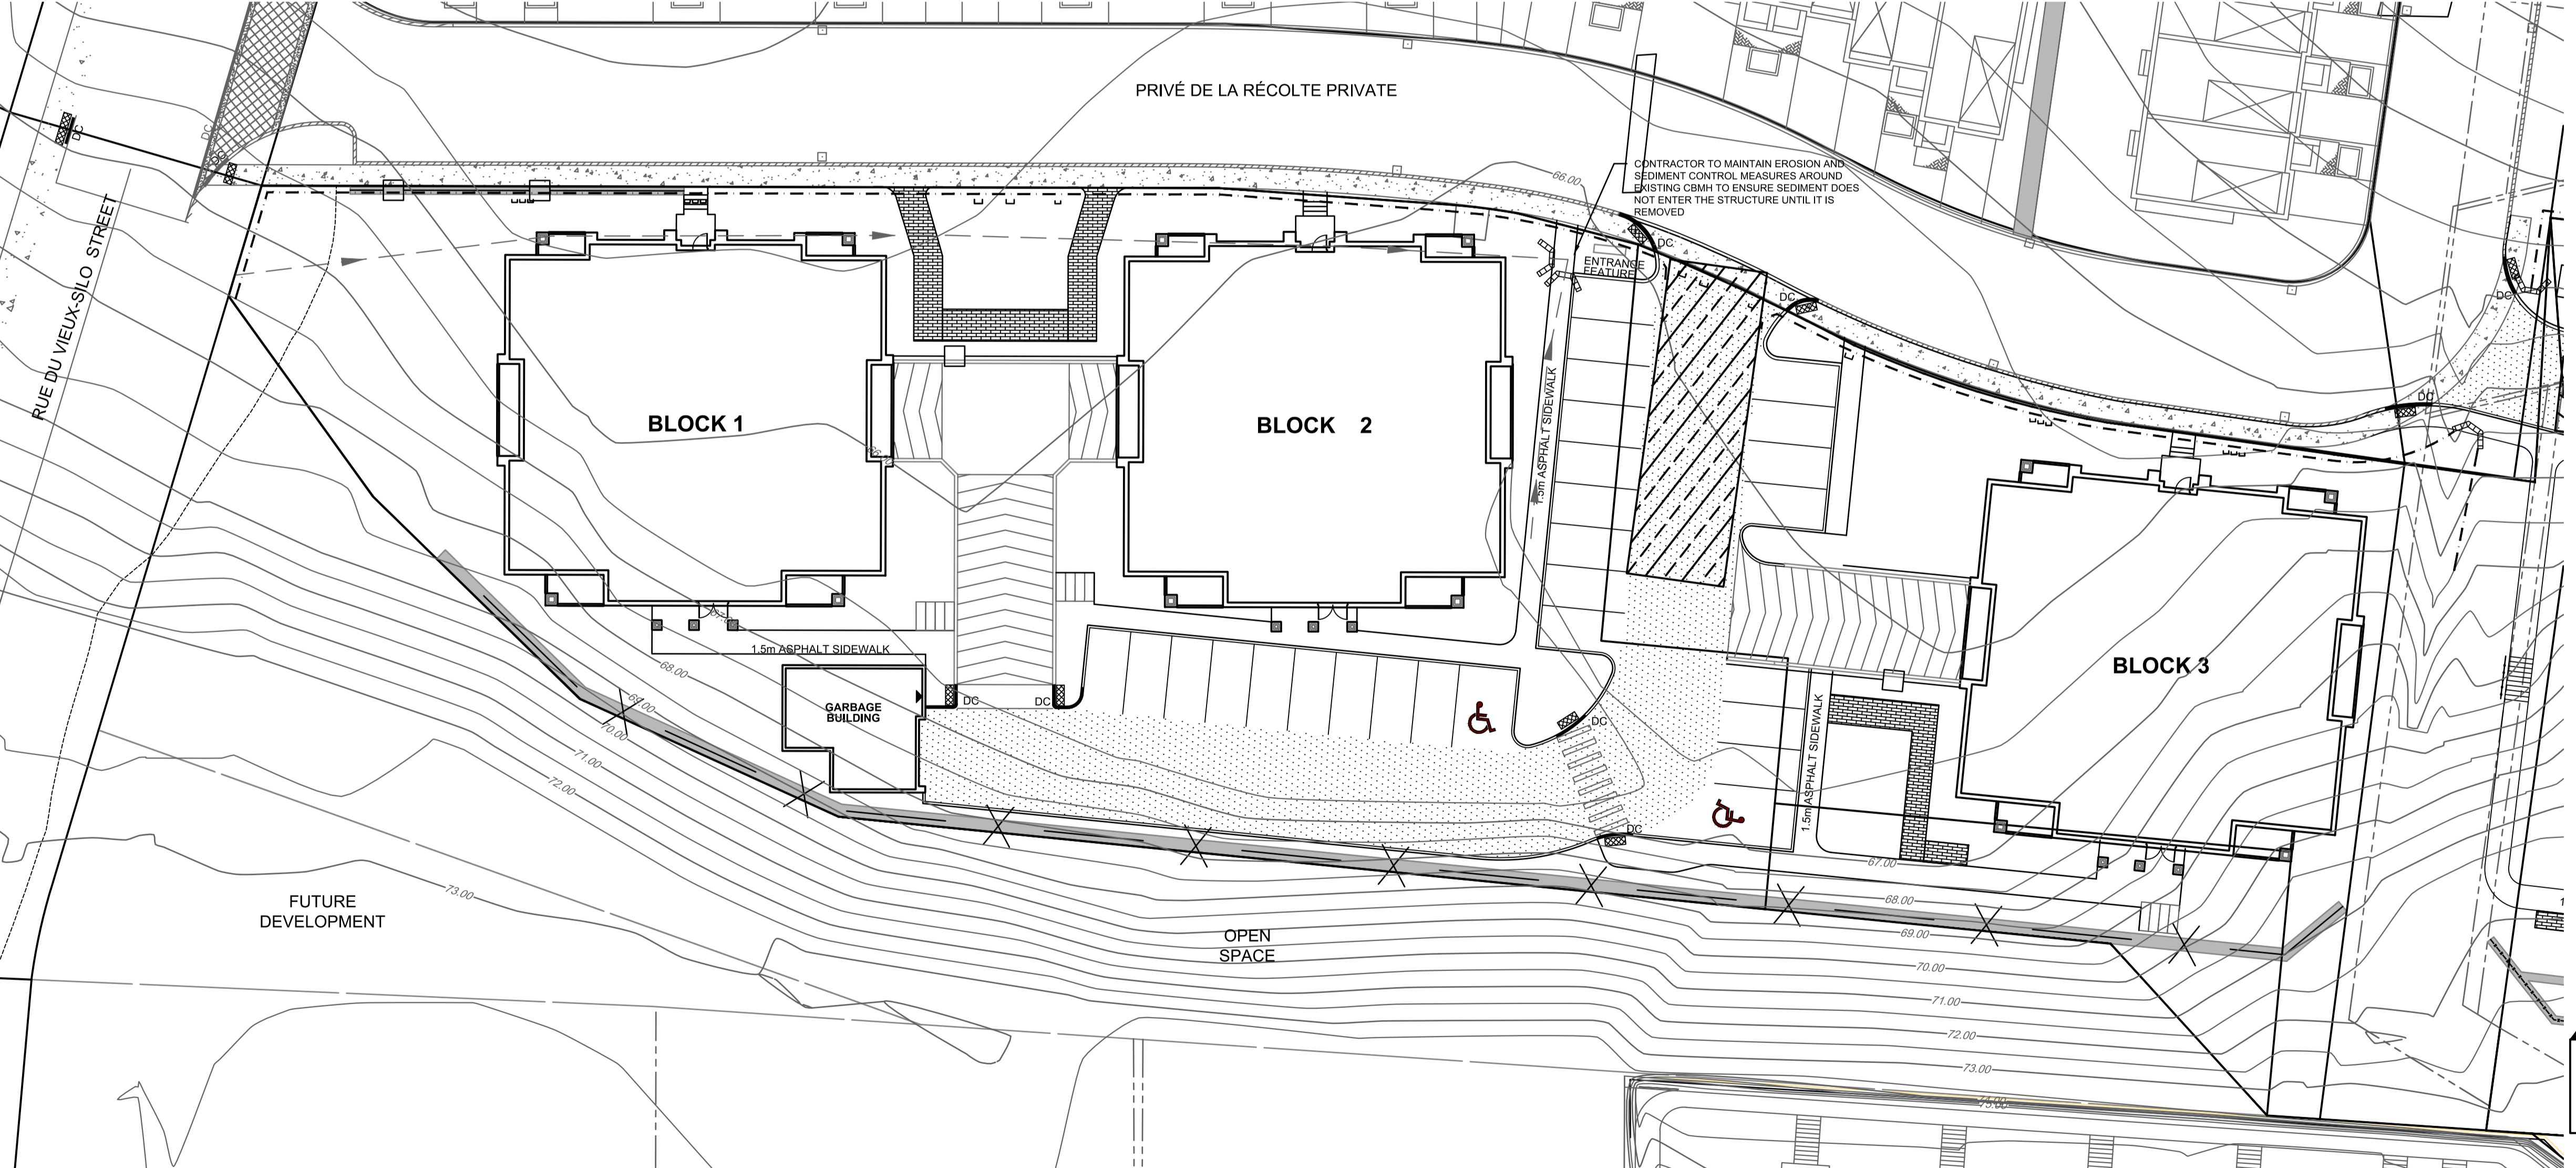 PRIVÉ DE LA RÉCOLTE PRIVATE
CONTRACTOR TO MAINTAIN EROSION AND
SEDIMENT CONTROL MEASURES AROUND
EXISTING CBMH TO ENSURE SEDIMENT DOES
NOT ENTER THE STRUCTURE UNTIL IT IS
REMOVED
66.00
DC
DC
DC
RUE DU VIEUX-SILO STREET
DC
ENTRANCE
FEATURE
DC
DC
DC
BLOCK 1
BLOCK 2
1.5m ASPHALT SIDEWALK
BLOCK 3
1.5m ASPHALT SIDEWALK
68.00
69.00
70.00
71.00
72.00
73.00
GARBAGE
BUILDING
DC
DC
DC
DC
1.5m ASPHALT SIDEWALK
67.00
68.00
69.00
70.00
71.00
72.00
73.00
FUTURE
DEVELOPMENT
OPEN
SPACE